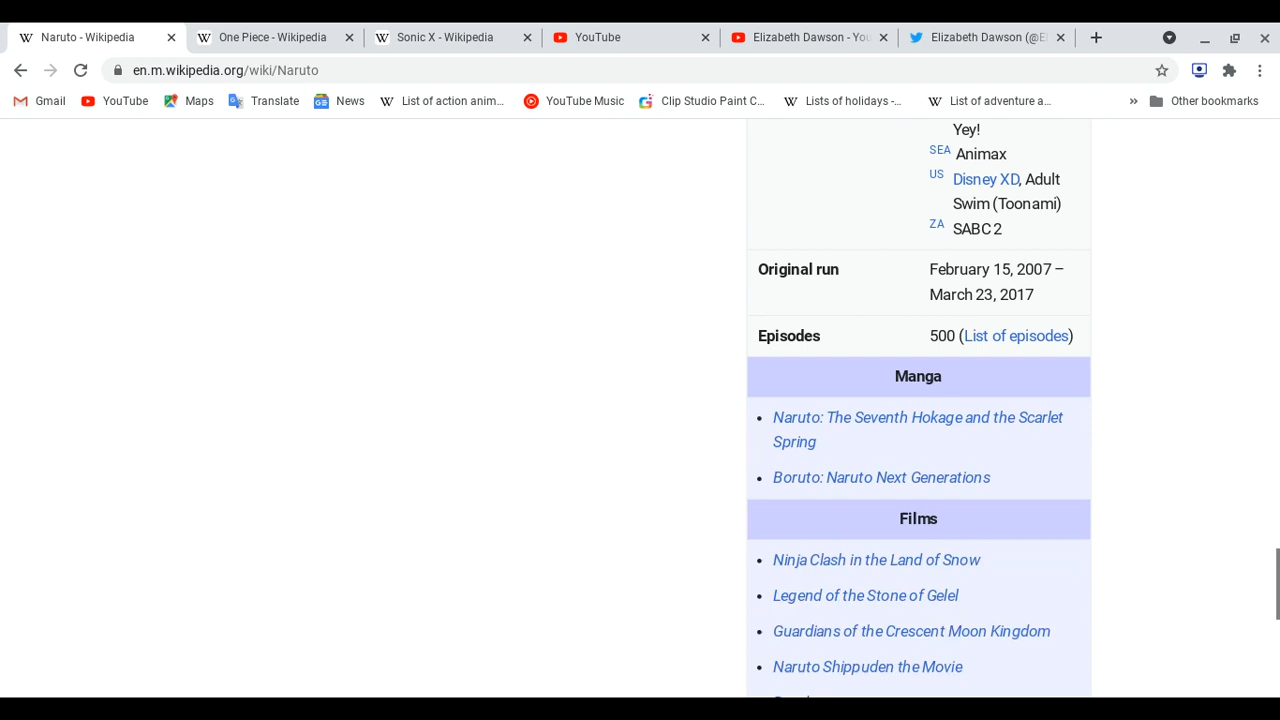 Naruto - Wikipedia
One Piece - Wikipedia
Sonic X - Wikipedia
YouTube
Elizabeth Dawson - You
Elizabeth Dawson (@El
en.m.wikipedia.org/wiki/Naruto
Gmail
YouTube
Maps
Translate
News
List of action anim...
YouTube Music
Clip Studio Paint C...
Lists of holidays -...
List of adventure a...
Other bookmarks
Yey!
SEA Animax
US Disney XD, Adult
Swim (Toonami)
ZA SABC 2
Original run February 15, 2007 –
March 23, 2017
Episodes 500 (List of episodes)
Manga
• Naruto: The Seventh Hokage and the Scarlet
Spring
• Boruto: Naruto Next Generations
Films
• Ninja Clash in the Land of Snow
• Legend of the Stone of Gelel
• Guardians of the Crescent Moon Kingdom
• Naruto Shippuden the Movie